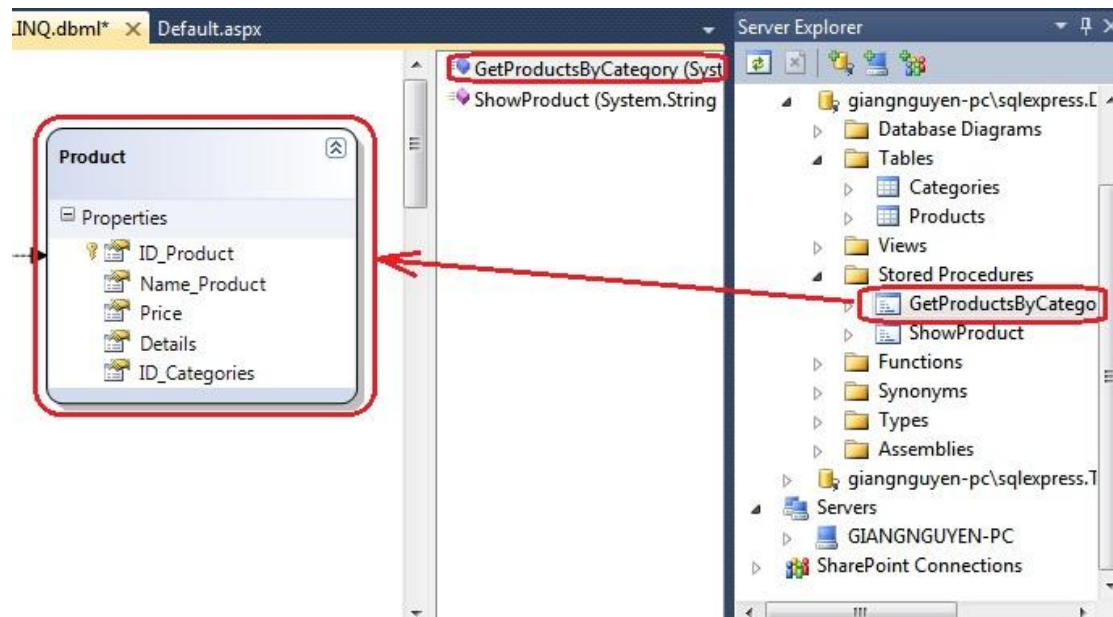 LINQ.dbml*
Default.aspx
Product
Properties
ID_Product
Name_Product
Price
Details
ID_Categories
GetProductsByCategory (Syst
ShowProduct (System.String
Server Explorer
giangnguyen-pc\sqlexpress.D
Database Diagrams
Tables
Categories
Products
Views
Stored Procedures
GetProductsByCatego
ShowProduct
Functions
Synonyms
Types
Assemblies
giangnguyen-pc\sqlexpress.T
Servers
GIANGNGUYEN-PC
SharePoint Connections